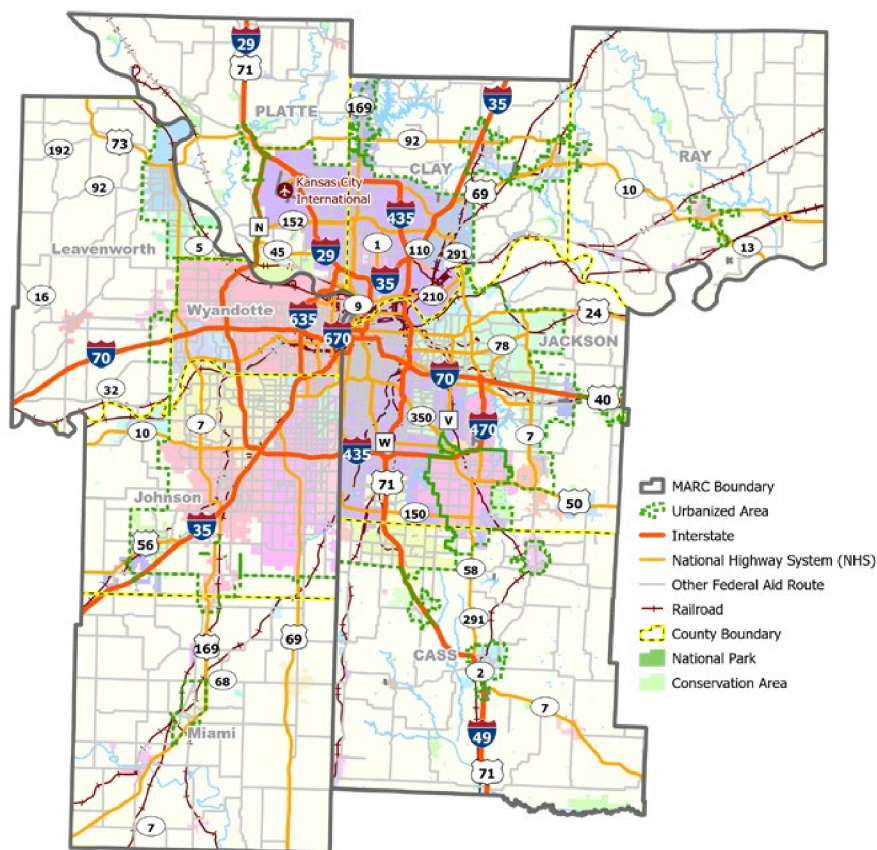 29
71
PLATTE
169
35
73
192
92
CLAY
RAY
92
69
10
Kansas City
International
435
N
152
5
45
29
1
110
291
13
Leavenworth
35
16
Wyandotte
9
210
635
24
670
78
JACKSON
70
70
32
40
350
V
10
7
470
7
435
W
71
Johnson
150
50
35
56
58
291
169
69
68
CASS
2
7
Miami
49
71
7
MARC Boundary
Urbanized Area
Interstate
National Highway System (NHS)
Other Federal Aid Route
Railroad
County Boundary
National Park
Conservation Area